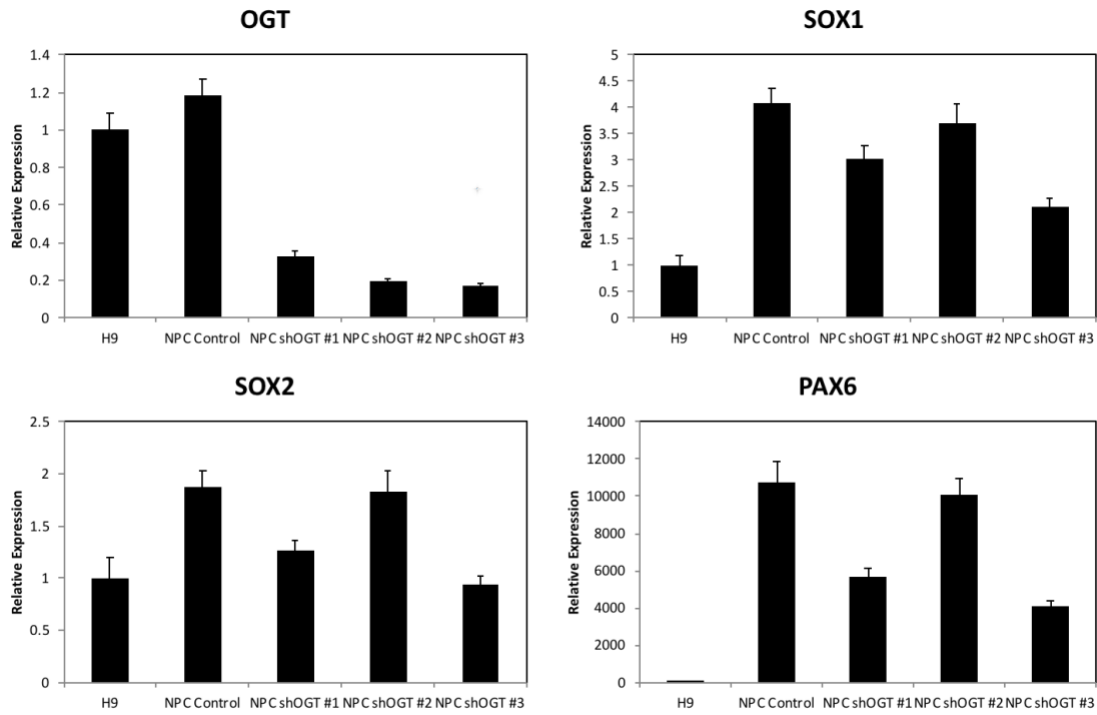 OGT
Relative Expression
1.4
1.2
1
0.8
0.6
0.4
0.2
0
H9 NPC Control NPC shOGT #1 NPC shOGT #2 NPC shOGT #3
SOX1
Relative Expression
5
4.5
4
3.5
3
2.5
2
1.5
1
0.5
0
H9 NPC Control NPC shOGT #1 NPC shOGT #2 NPC shOGT #3
SOX2
Relative Expression
2.5
2
1.5
1
0.5
0
H9 NPC Control NPC shOGT #1 NPC shOGT #2 NPC shOGT #3
PAX6
Relative Expression
14000
12000
10000
8000
6000
4000
2000
0
H9 NPC Control NPC shOGT #1 NPC shOGT #2 NPC shOGT #3